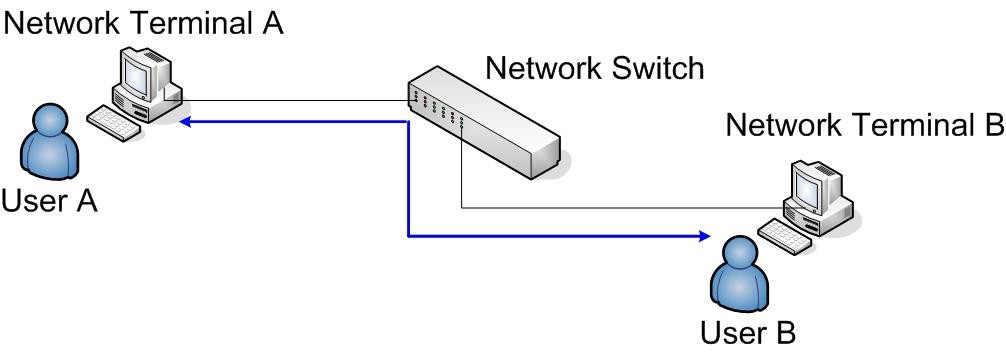 Network Terminal A
Network Switch
Network Terminal B
User A
User B